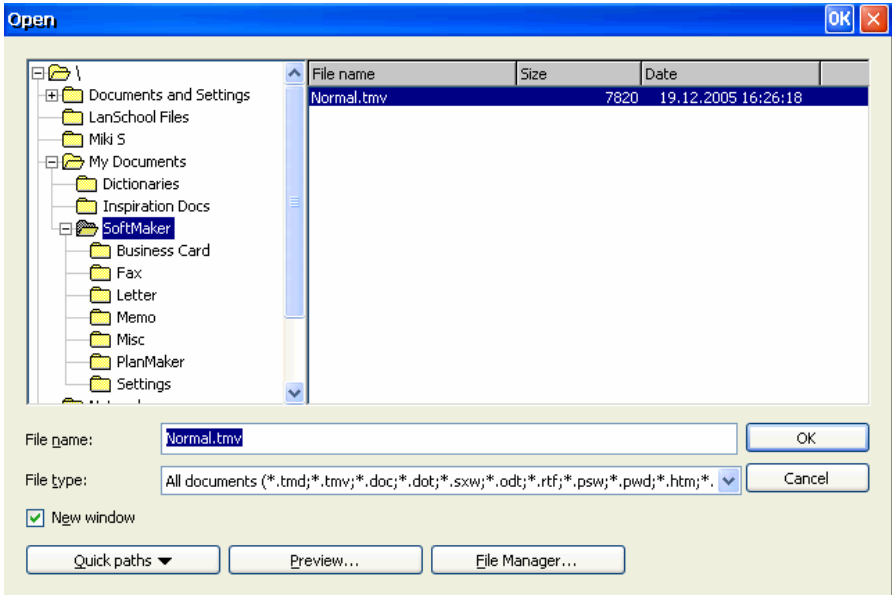 Open OK
\
File name Size Date
Documents and Settings
Normal.tmv 7820 19.12.2005 16:26:18
LanSchool Files
Miki S
My Documents
Dictionaries
Inspiration Docs
SoftMaker
Business Card
Fax
Letter
Memo
Misc
PlanMaker
Settings
File name: Normal.tmv OK
File type: All documents (*.tmd;*.tmv;*.doc;*.dot;*.sxw;*.odt;*.rtf;*.psw;*.pwd;*.htm;*. Cancel
New window
Quick paths Preview... File Manager...